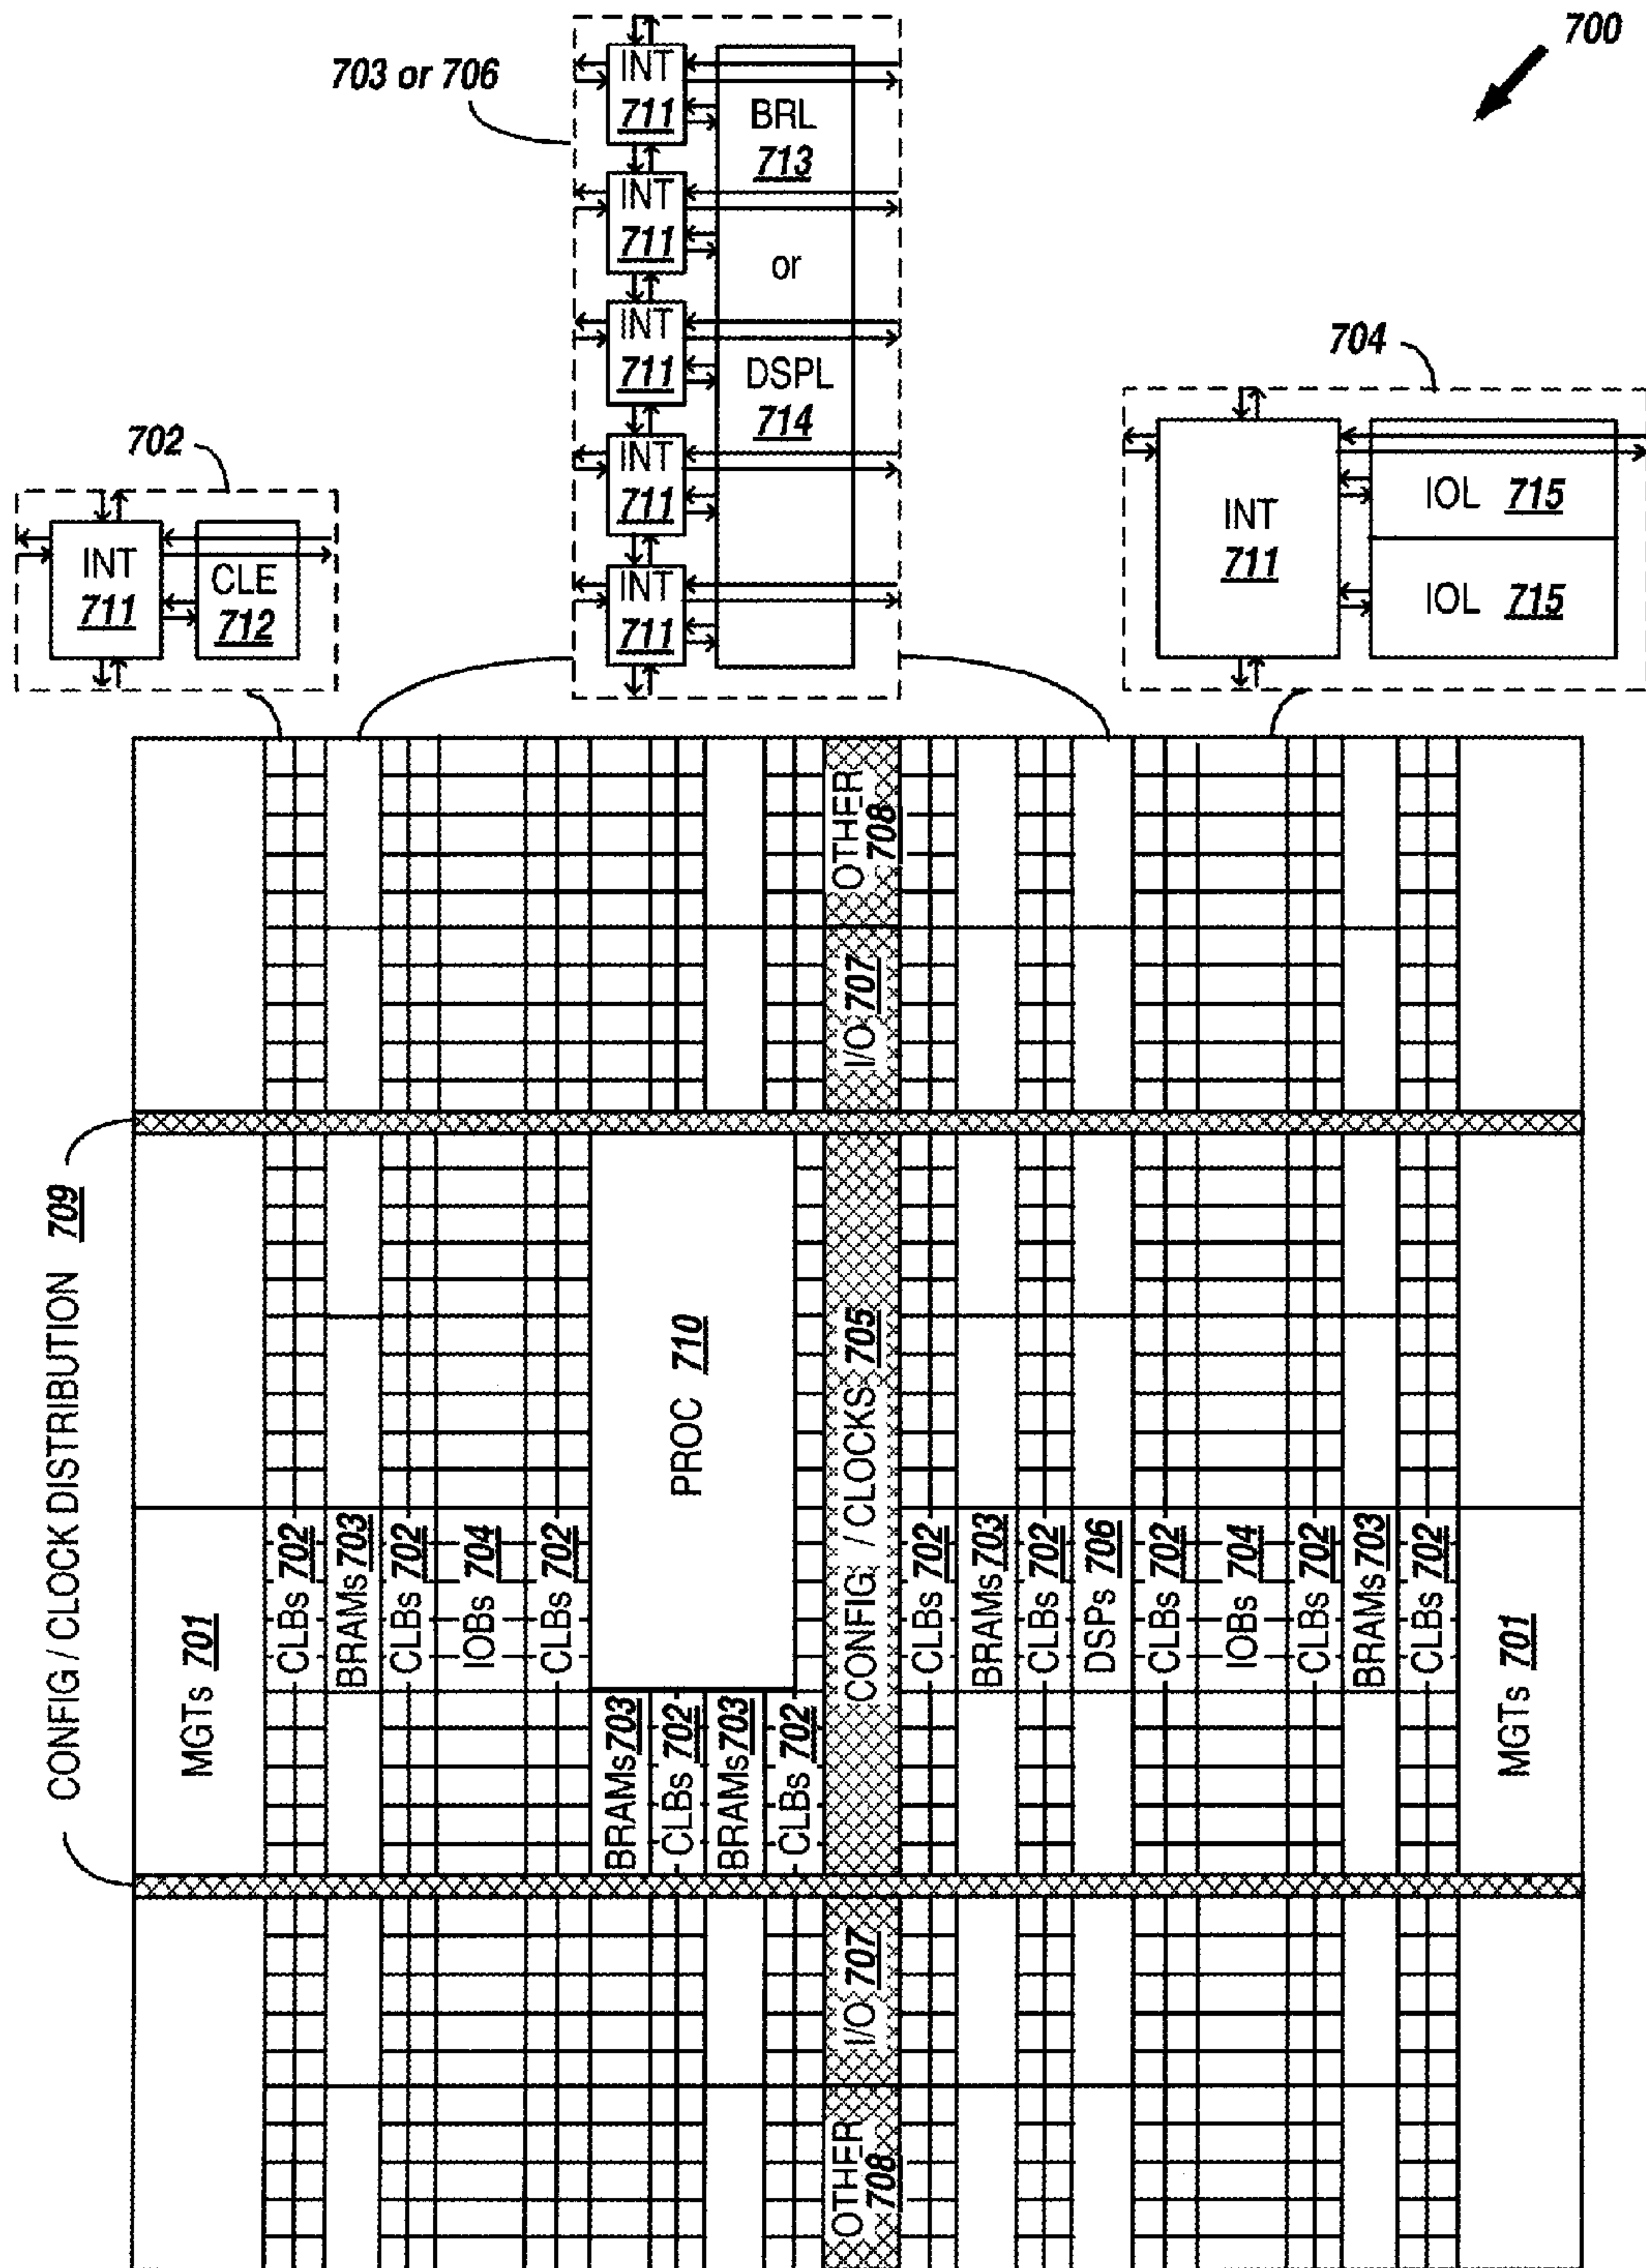 700
703 or 706
INT
711
BRL
713
INT
711
or
INT
711
DSPL
714
INT
711
INT
711
702
INT
711
CLE
712
704
INT
711
IOL 715
IOL 715
OTHER
708
I/O 707
CONFIG / CLOCK DISTRIBUTION 709
PROC 710
CONFIG / CLOCKS 705
MGTs 701
CLBs 702
BRAMs 703
CLBs 702
IOBs 704
CLBs 702
BRAMs 703
CLBs 702
BRAMs 703
CLBs 702
CLBs 702
BRAMs 703
CLBs 702
DSPs 706
CLBs 702
IOBs 704
CLBs 702
BRAMs 703
CLBs 702
MGTs 701
I/O 707
OTHER
708